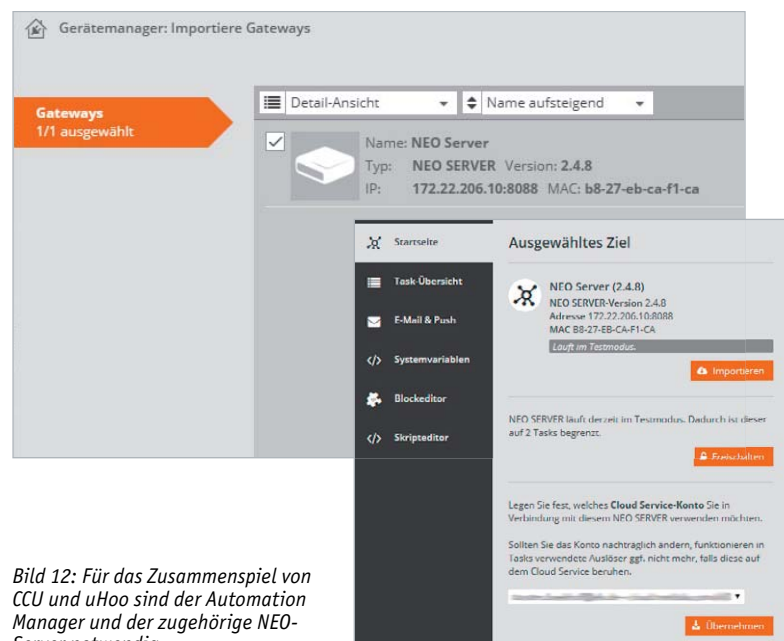 Gerätemanager: Importiere Gateways
Gateways
1/1 ausgewählt
Detail-Ansicht
Name aufsteigend
Name: NEO Server
Typ: NEO SERVER Version: 2.4.8
IP: 172.22.206.10:8088 MAC: b8-27-eb-ca-f1-ca
Startseite
Task-Übersicht
E-Mail & Push
Systemvariablen
Blockeditor
Skripteditor
Ausgewähltes Ziel
NEO Server (2.4.8)
NEO SERVER-Version 2.4.8
Adresse 172.22.206.10:8088
MAC B8-27-EB-CA-F1-CA
Läuft im Testmodus.
Importieren
NEO SERVER läuft derzeit im Testmodus. Dadurch ist dieser
auf 2 Tasks begrenzt.
Freischalten
Legen Sie fest, welches Cloud Service-Konto Sie in
Verbindung mit diesem NEO SERVER verwenden möchten.
Sollten Sie das Konto nachträglich ändern, funktionieren in
Tasks verwendete Auslöser ggf. nicht mehr, falls diese auf
dem Cloud Service beruhen.
Übernehmen
Bild 12: Für das Zusammenspiel von
CCU und uHoo sind der Automation
Manager und der zugehörige NEO-
Server notwendig